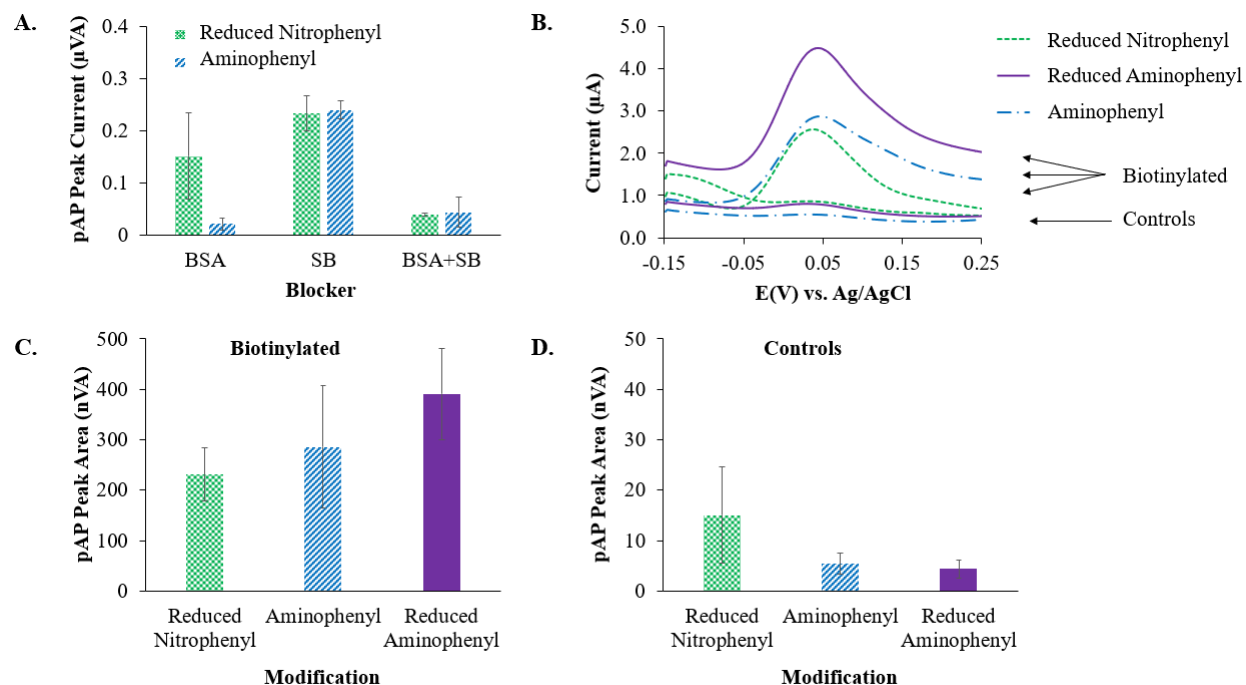 A.
pAP Peak Current (µVA)
0.4
0.3
0.2
0.1
0
Reduced Nitrophenyl
Aminophenyl
BSA
SB
BSA+SB
Blocker
B.
Current (µA)
5.0
4.0
3.0
2.0
1.0
0.0
-0.15
-0.05
0.05
0.15
0.25
E(V) vs. Ag/AgCl
Reduced Nitrophenyl
Reduced Aminophenyl
Aminophenyl
Biotinylated
Controls
C.
pAP Peak Area (nVA)
500
400
300
200
100
0
Biotinylated
Reduced
Nitrophenyl
Aminophenyl
Reduced
Aminophenyl
Modification
D.
pAP Peak Area (nVA)
50
40
30
20
10
0
Controls
Reduced
Nitrophenyl
Aminophenyl
Reduced
Aminophenyl
Modification